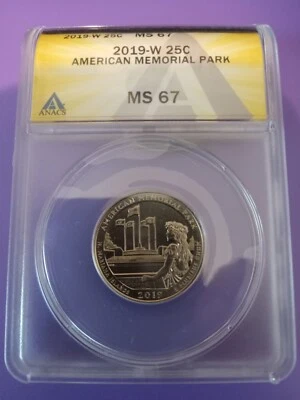 2019-W 25C MS 67
2019-W 25C
AMERICAN MEMORIAL PARK
MS 67
ANACS
AMERICAN MEMORIAL PARK
2019